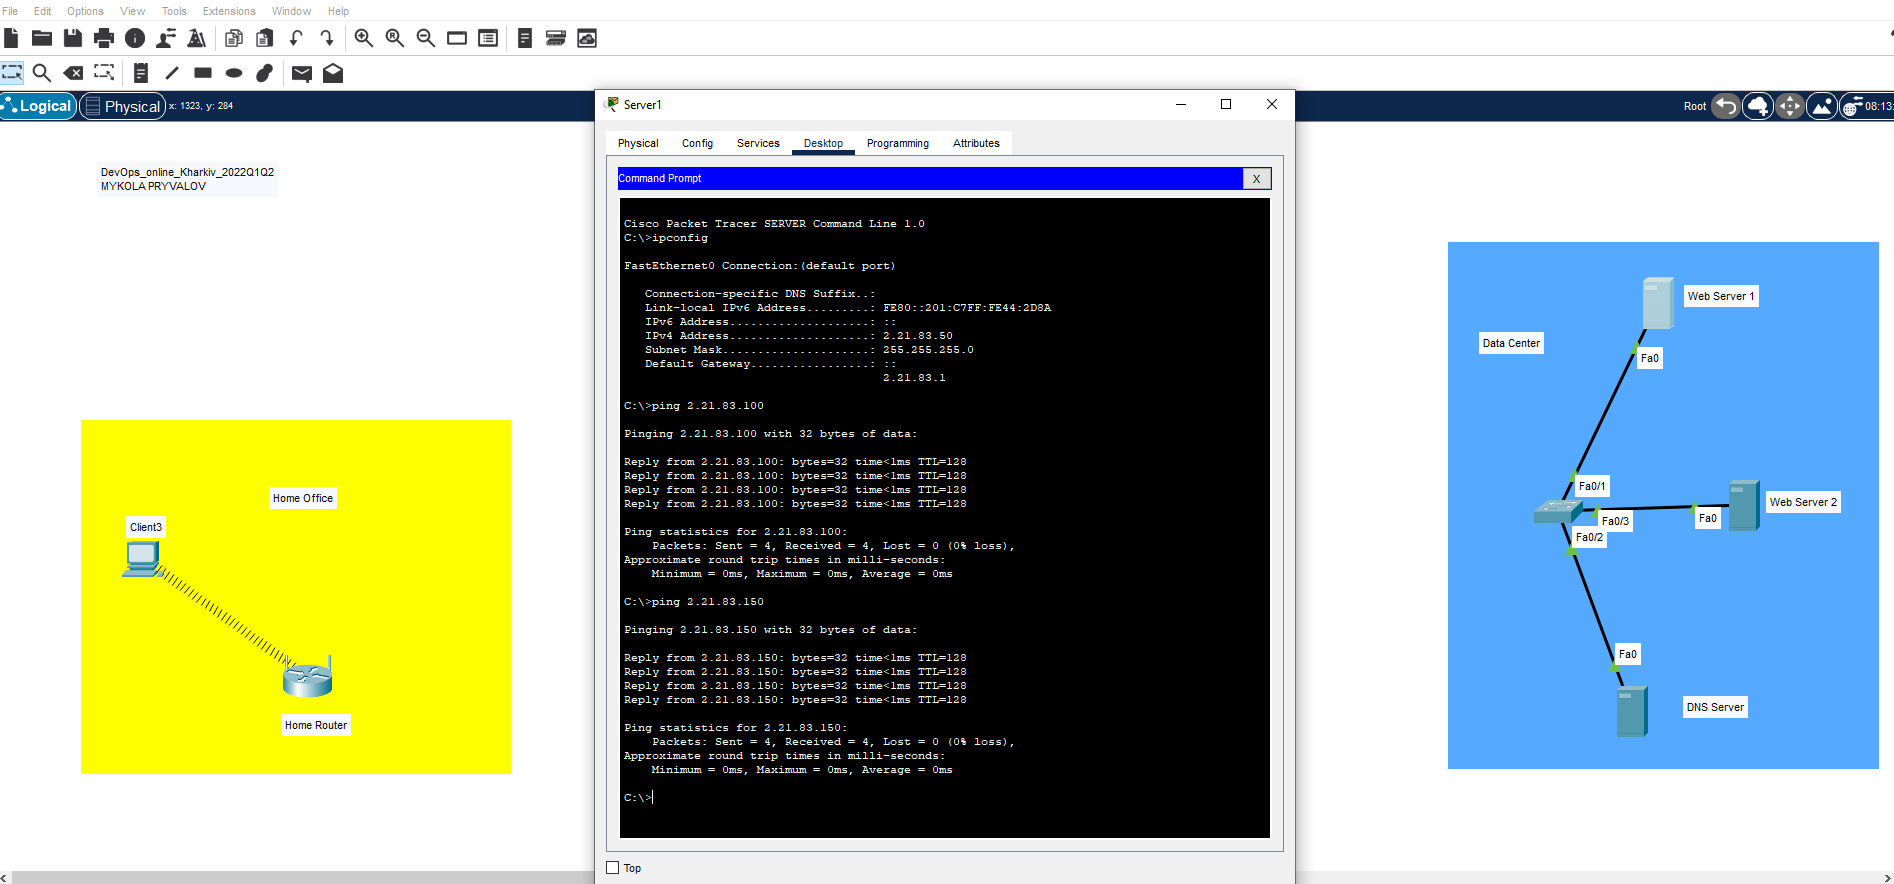 File Edit Options View Tools Extensions Window Help
Logical Physical x: 1323, y: 284
Root 08:13:
DevOps_online_Kharkiv_2022Q1Q2
MYKOLA PRYVALOV
Home Office
Client3
Home Router
Server1
Physical Config Services Desktop Programming Attributes
Command Prompt X
Cisco Packet Tracer SERVER Command Line 1.0
C:\>ipconfig
FastEthernet0 Connection:(default port)
Connection-specific DNS Suffix..:
Link-local IPv6 Address.........: FE80::201:C7FF:FE44:2D8A
IPv6 Address....................: ::
IPv4 Address....................: 2.21.83.50
Subnet Mask.....................: 255.255.255.0
Default Gateway.................: ::
2.21.83.1
C:\>ping 2.21.83.100
Pinging 2.21.83.100 with 32 bytes of data:
Reply from 2.21.83.100: bytes=32 time<1ms TTL=128
Reply from 2.21.83.100: bytes=32 time<1ms TTL=128
Reply from 2.21.83.100: bytes=32 time<1ms TTL=128
Reply from 2.21.83.100: bytes=32 time<1ms TTL=128
Ping statistics for 2.21.83.100:
Packets: Sent = 4, Received = 4, Lost = 0 (0% loss),
Approximate round trip times in milli-seconds:
Minimum = 0ms, Maximum = 0ms, Average = 0ms
C:\>ping 2.21.83.150
Pinging 2.21.83.150 with 32 bytes of data:
Reply from 2.21.83.150: bytes=32 time<1ms TTL=128
Reply from 2.21.83.150: bytes=32 time<1ms TTL=128
Reply from 2.21.83.150: bytes=32 time<1ms TTL=128
Reply from 2.21.83.150: bytes=32 time<1ms TTL=128
Ping statistics for 2.21.83.150:
Packets: Sent = 4, Received = 4, Lost = 0 (0% loss),
Approximate round trip times in milli-seconds:
Minimum = 0ms, Maximum = 0ms, Average = 0ms
C:\>
Top
Web Server 1
Data Center
Fa0
Fa0/1
Web Server 2
Fa0
Fa0/3
Fa0/2
Fa0
DNS Server